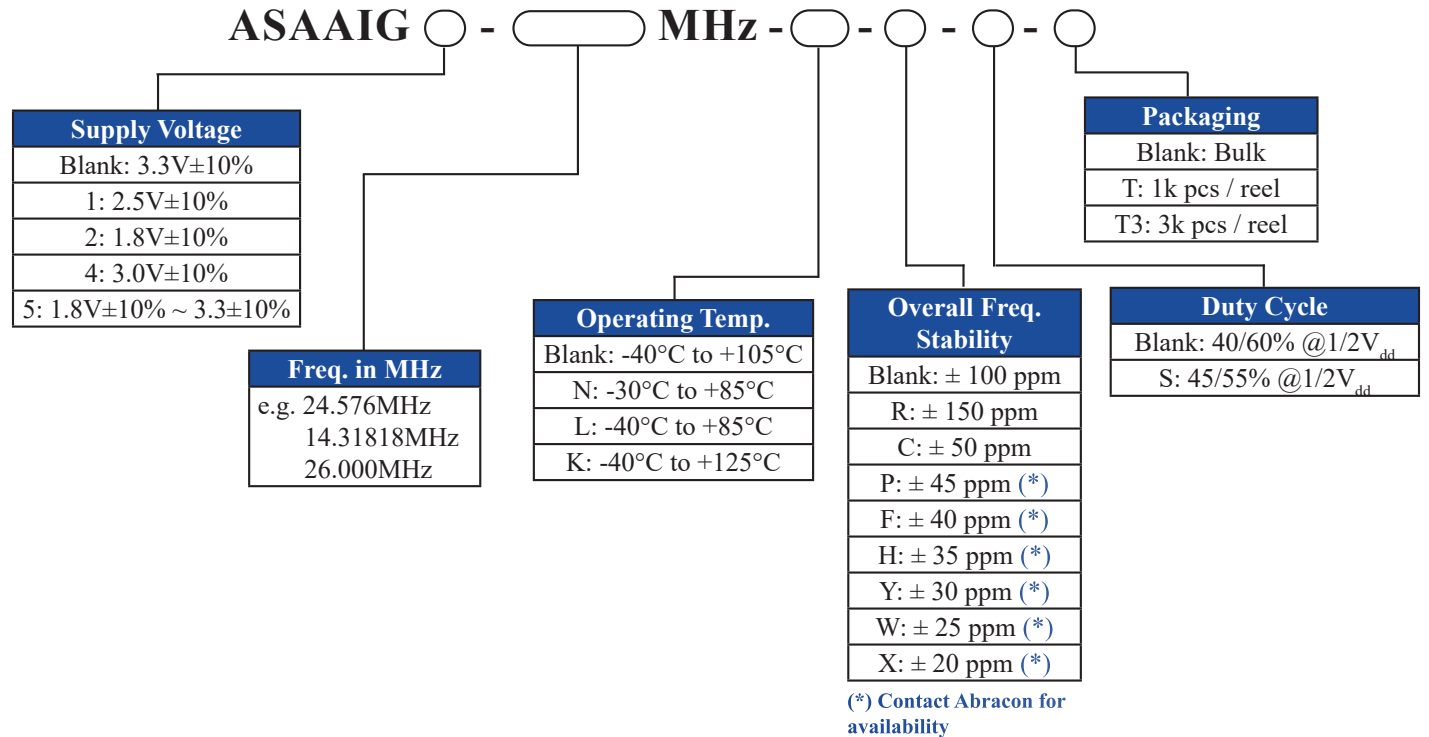 ASAAIG - MHz - - - -
Supply Voltage
Blank: 3.3V±10%
1: 2.5V±10%
2: 1.8V±10%
4: 3.0V±10%
5: 1.8V±10% ~ 3.3±10%
Freq. in MHz
e.g. 24.576MHz
14.31818MHz
26.000MHz
Operating Temp.
Blank: -40°C to +105°C
N: -30°C to +85°C
L: -40°C to +85°C
K: -40°C to +125°C
Overall Freq.
Stability
Blank: ± 100 ppm
R: ± 150 ppm
C: ± 50 ppm
P: ± 45 ppm (*)
F: ± 40 ppm (*)
H: ± 35 ppm (*)
Y: ± 30 ppm (*)
W: ± 25 ppm (*)
X: ± 20 ppm (*)
(*) Contact Abracon for
availability
Duty Cycle
Blank: 40/60% @1/2Vdd
S: 45/55% @1/2Vdd
Packaging
Blank: Bulk
T: 1k pcs / reel
T3: 3k pcs / reel